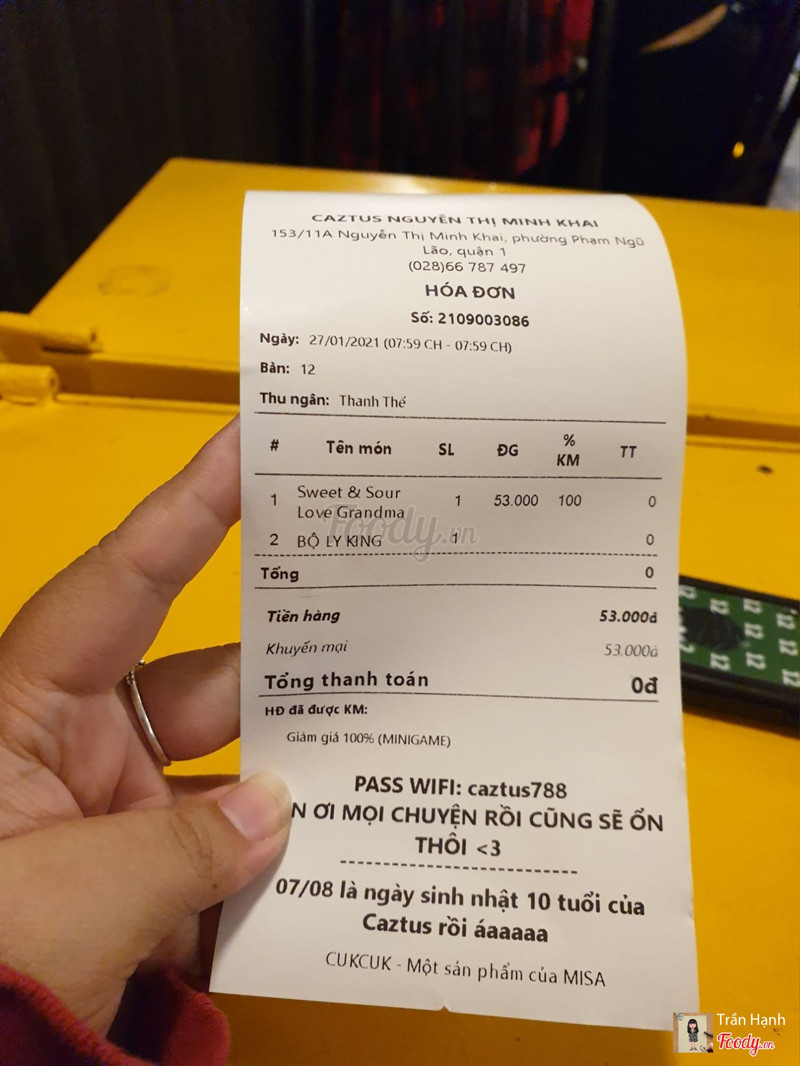 CAZTUS NGUYỄN THỊ MINH KHAI
153/11A Nguyễn Thị Minh Khai, phường Phạm Ngũ
Lão, quận 1
(028)66 787 497
HÓA ĐƠN
Số: 2109003086
Ngày: 27/01/2021 (07:59 CH - 07:59 CH)
Bàn: 12
Thu ngân: Thanh Thể
# Tên món SL ĐG % KM TT
1 Sweet & Sour Love Grandma 1 53.000 100 0
2 BỘ LY KING 1 0
Tổng 0
Tiền hàng 53.000đ
Khuyến mại 53.000đ
Tổng thanh toán 0đ
HĐ đã được KM:
Giảm giá 100% (MINIGAME)
PASS WIFI: caztus788
N ƠI MỌI CHUYỆN RỒI CŨNG SẼ ỔN
THÔI <3
07/08 là ngày sinh nhật 10 tuổi của
Caztus rồi áaaaaa
CUKCUK - Một sản phẩm của MISA
Foody.vn
12 12 12 12
Trần Hạnh
Foody.vn